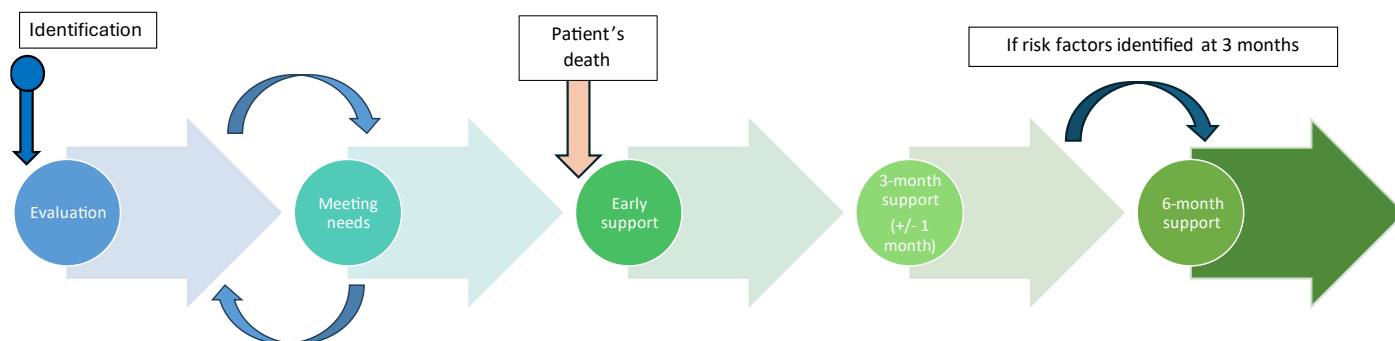 Identification
Patient's
death
If risk factors identified at 3 months
Evaluation
Meeting
needs
Early
support
3-month
support
(+/- 1
month)
6-month
support